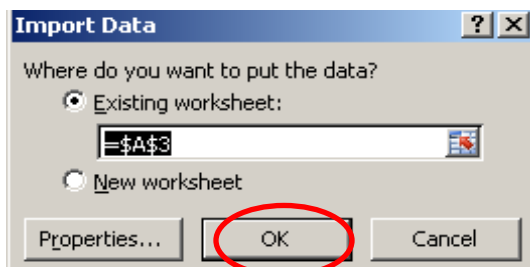 Import Data
Where do you want to put the data?
Existing worksheet:
=$A$3
New worksheet
Properties... OK Cancel